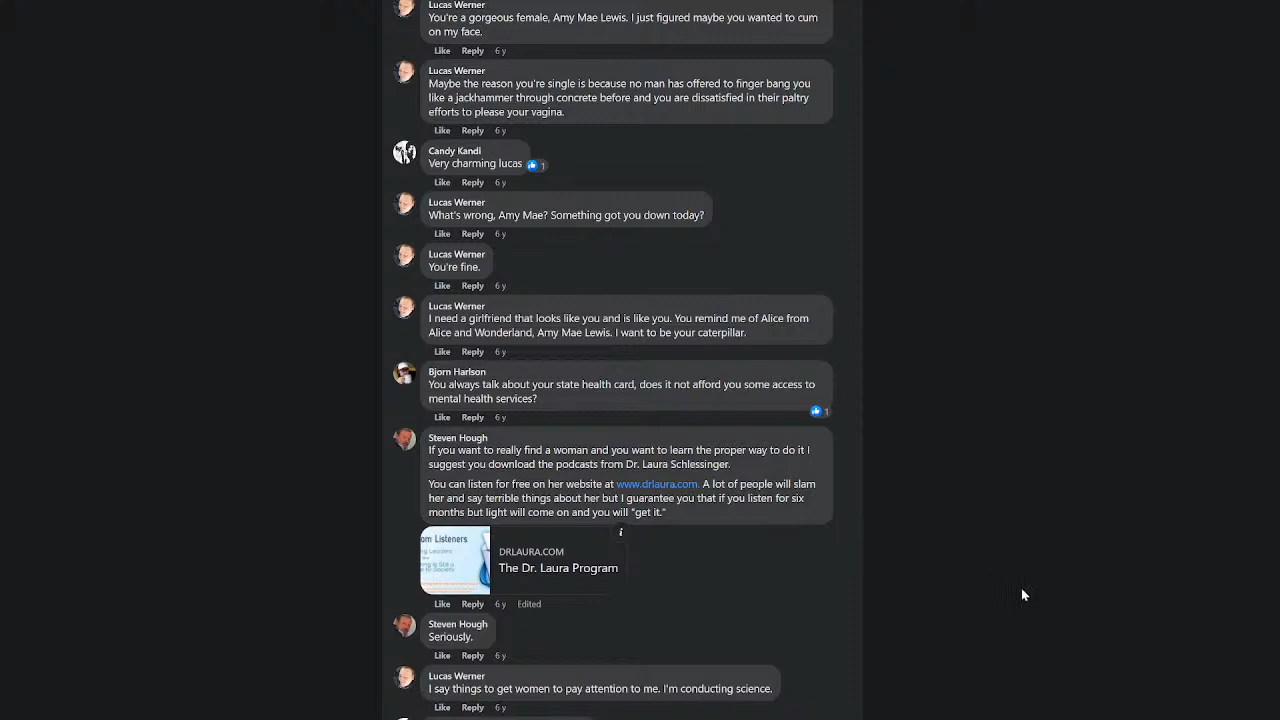 Lucas Werner
You're a gorgeous female, Amy Mae Lewis. I just figured maybe you wanted to cum
on my face.
Like Reply 6 y
Lucas Werner
Maybe the reason you're single is because no man has offered to finger bang you
like a jackhammer through concrete before and you are dissatisfied in their paltry
efforts to please your vagina.
Like Reply 6 y
Candy Kandi
Very charming lucas 1
Like Reply 6 y
Lucas Werner
What's wrong, Amy Mae? Something got you down today?
Like Reply 6 y
Lucas Werner
You're fine.
Like Reply 6 y
Lucas Werner
I need a girlfriend that looks like you and is like you. You remind me of Alice from
Alice and Wonderland, Amy Mae Lewis. I want to be your caterpillar.
Like Reply 6 y
Bjorn Harlson
You always talk about your state health card, does it not afford you some access to
mental health services?
1
Like Reply 6 y
Steven Hough
If you want to really find a woman and you want to learn the proper way to do it I
suggest you download the podcasts from Dr. Laura Schlessinger.
You can listen for free on her website at www.drlaura.com. A lot of people will slam
her and say terrible things about her but I guarantee you that if you listen for six
months but light will come on and you will "get it."
om Listeners
DRLAURA.COM
The Dr. Laura Program
Like Reply 6 y Edited
Steven Hough
Seriously.
Like Reply 6 y
Lucas Werner
I say things to get women to pay attention to me. I'm conducting science.
Like Reply 6 y